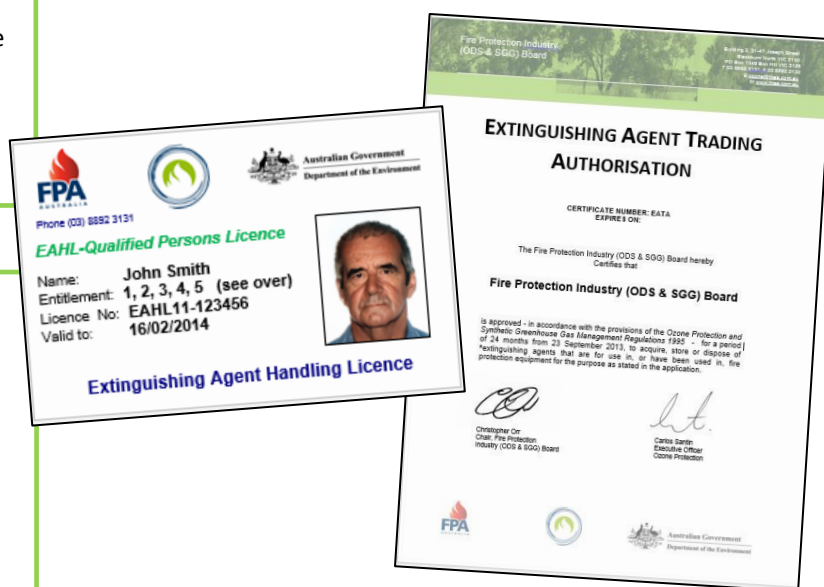 e
FPA
AUSTRALIA
Australian Government
Department of the Environment
Phone (03) 8892 3131
EAHL-Qualified Persons Licence
Name: John Smith
Entitlement: 1, 2, 3, 4, 5 (see over)
Licence No: EAHL11-123456
Valid to: 16/02/2014
Extinguishing Agent Handling Licence
Fire Protection Industry
(ODS & SGG) Board
EXTINGUISHING AGENT TRADING
AUTHORISATION
CERTIFICATE NUMBER: EATA
EXPIRES ON:
The Fire Protection Industry (ODS & SGG) Board hereby
Certifies that
Fire Protection Industry (ODS & SGG) Board
is approved - in accordance with the provisions of the Ozone Protection and
Synthetic Greenhouse Gas Management Regulations 1995 - for a period
of 24 months from 23 September 2013, to acquire, store or dispose of
*extinguishing agents that are for use in, or have been used in, fire
protection equipment for the purpose as stated in the application.
Christopher Orr
Chair, Fire Protection
Industry (ODS & SGG) Board
Carlos Santin
Executive Officer
Ozone Protection
FPA
Australian Government
Department of the Environment